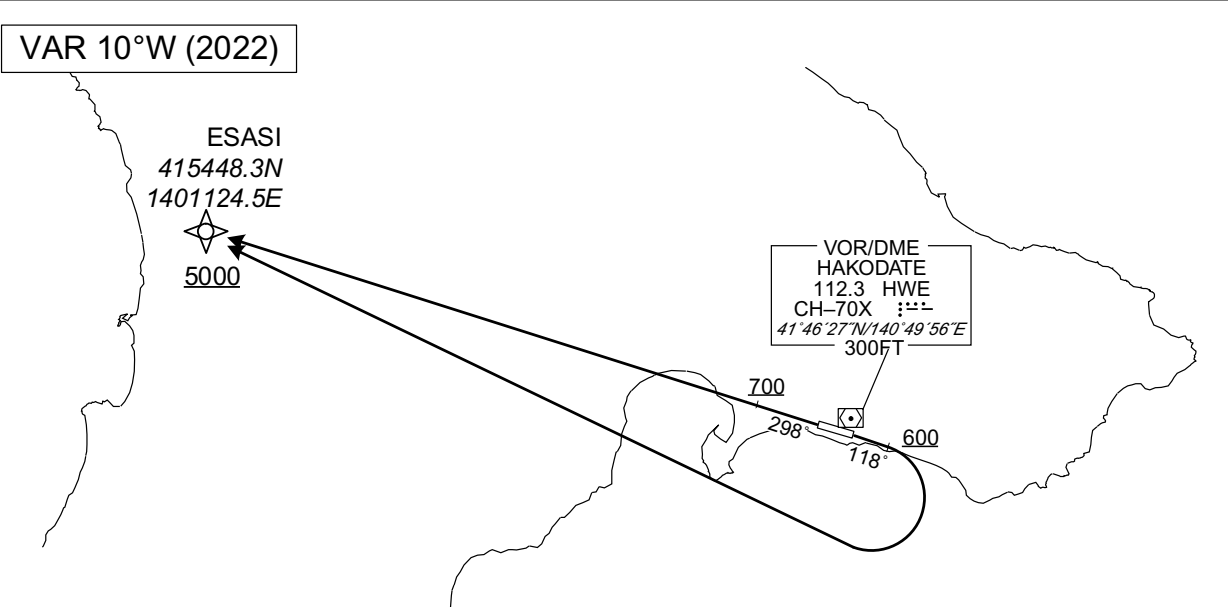 VAR 10°W (2022)
ESASI
415448.3N
1401124.5E
5000
VOR/DME
HAKODATE
112.3 HWE
CH–70X
41°46′27″N/140°49′56″E
300FT
700
298°
600
118°